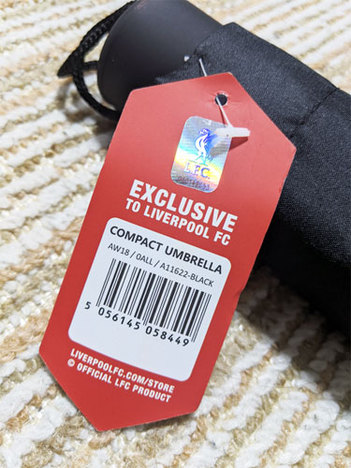 L.F.C.
EXCLUSIVE
TO LIVERPOOL FC
COMPACT UMBRELLA
AW18 / 0ALL / A11622-BLACK
5 056145 058449
LIVERPOOLFC.COM/STORE
© OFFICIAL LFC PRODUCT